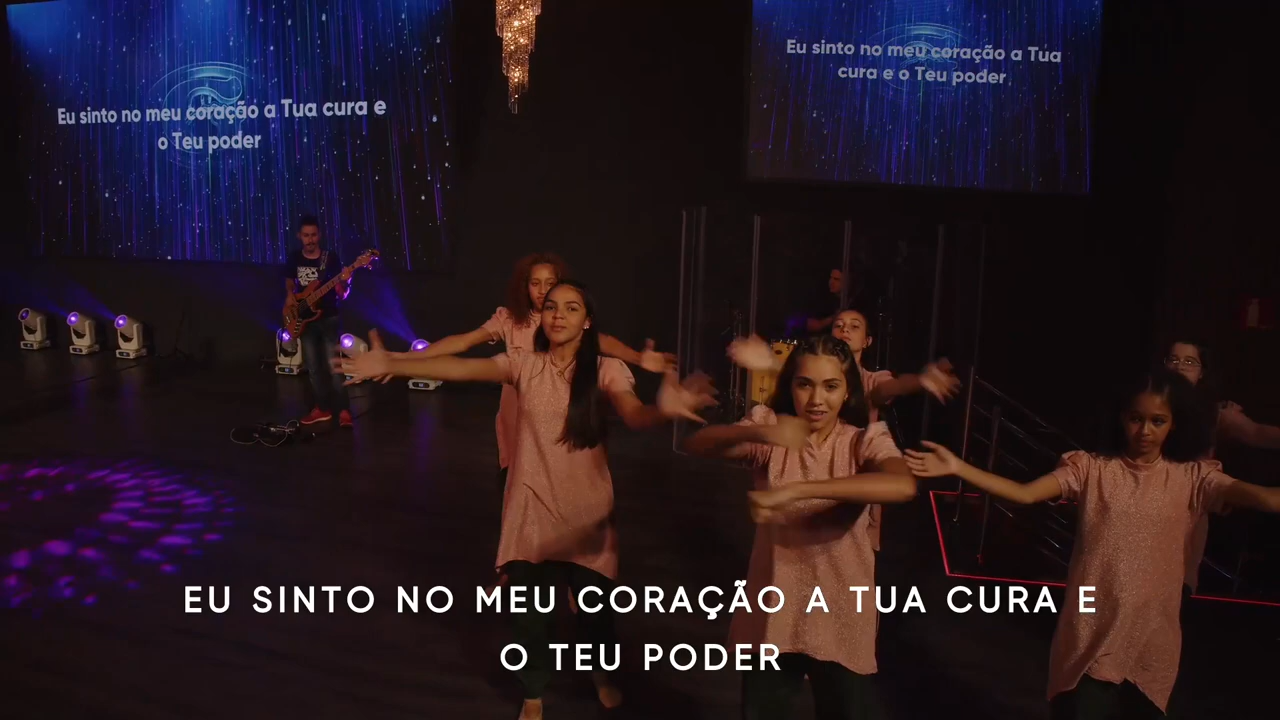 Eu sinto no meu coração a Tua cura e
o Teu poder
Eu sinto no meu coração a Tua
cura e o Teu poder
EU SINTO NO MEU CORAÇÃO A TUA CURA E
O TEU PODER